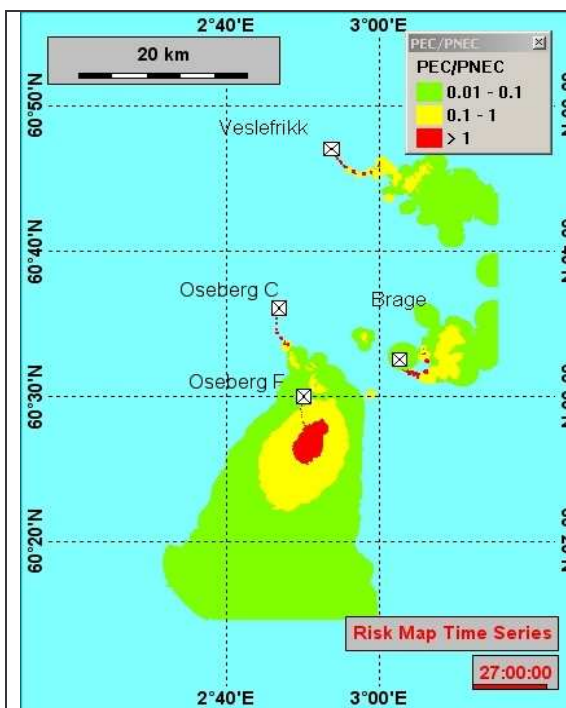 2°40'E 3°00'E
20 km
PEC/PNEC
PEC/PNEC
0.01 - 0.1
0.1 - 1
> 1
60°50'N
Veslefrikk
60°40'N
Oseberg C
Brage
Oseberg F
60°30'N
60°20'N
Risk Map Time Series
27:00:00
2°40'E 3°00'E